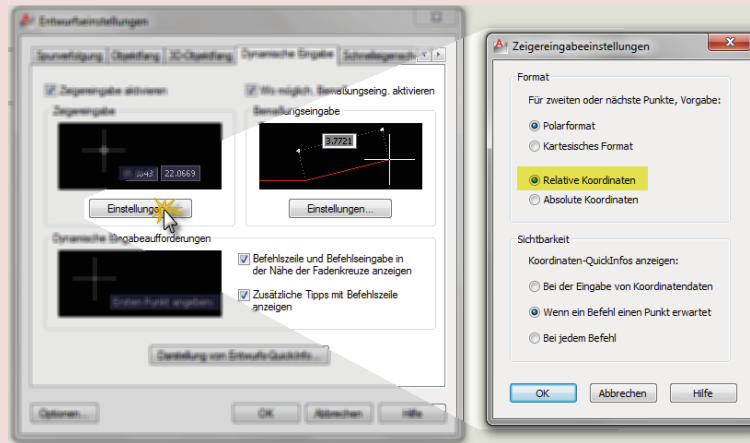 Entwurfseinstellungen
Spurverfolgung Objektfang 3D-Objektfang Dynamische Eingabe
Zeigereingabe aktivieren
Wo möglich, Bemaßungseing. aktivieren
Zeigereingabe
Bemaßungseingabe
22.0669
3.7721
Einstellungen...
Dynamische Eingabeaufforderungen
Ersten Punkt angeben:
Befehlszeile und Befehlseingabe in
der Nähe der Fadenkreuze anzeigen
Zusätzliche Tipps mit Befehlszeile
anzeigen
Darstellung von Entwurfs-QuickInfo...
Optionen... OK Abbrechen Hilfe
Zeigereingabeeinstellungen
Format
Für zweiten oder nächste Punkte, Vorgabe:
Polarformat
Kartesisches Format
Relative Koordinaten
Absolute Koordinaten
Sichtbarkeit
Koordinaten-QuickInfos anzeigen:
Bei der Eingabe von Koordinatendaten
Wenn ein Befehl einen Punkt erwartet
Bei jedem Befehl
OK Abbrechen Hilfe